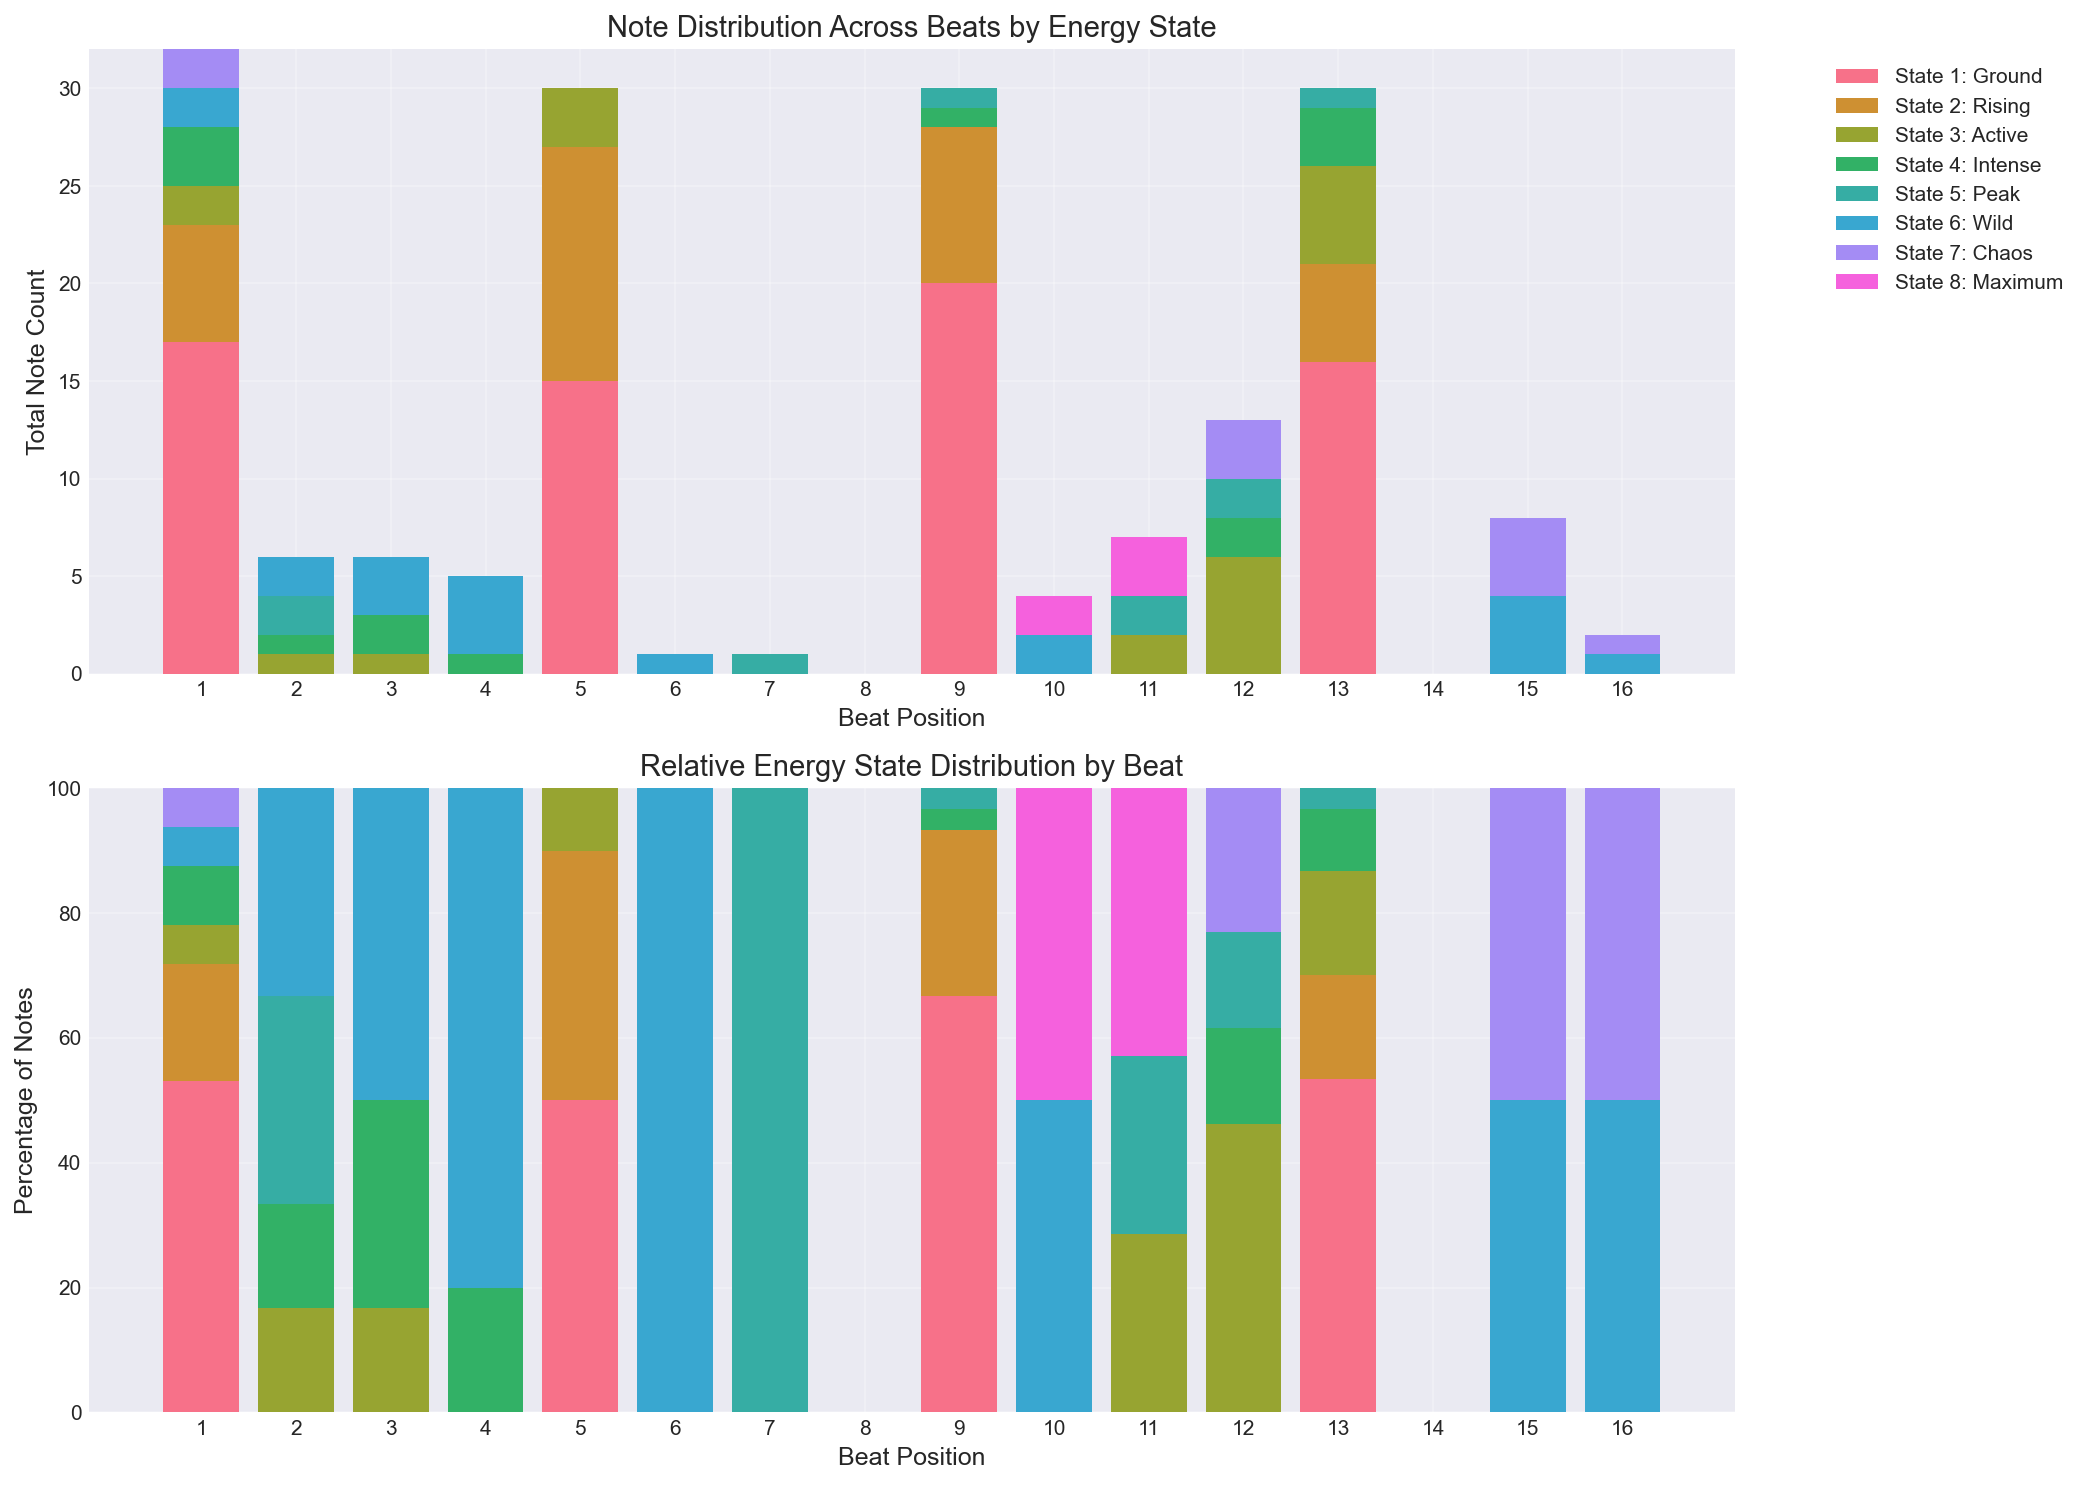 Note Distribution Across Beats by Energy State
30
25
20
15
10
5
0
Total Note Count
1 2 3 4 5 6 7 8 9 10 11 12 13 14 15 16
Beat Position
State 1: Ground
State 2: Rising
State 3: Active
State 4: Intense
State 5: Peak
State 6: Wild
State 7: Chaos
State 8: Maximum
Relative Energy State Distribution by Beat
100
80
60
40
20
0
Percentage of Notes
1 2 3 4 5 6 7 8 9 10 11 12 13 14 15 16
Beat Position